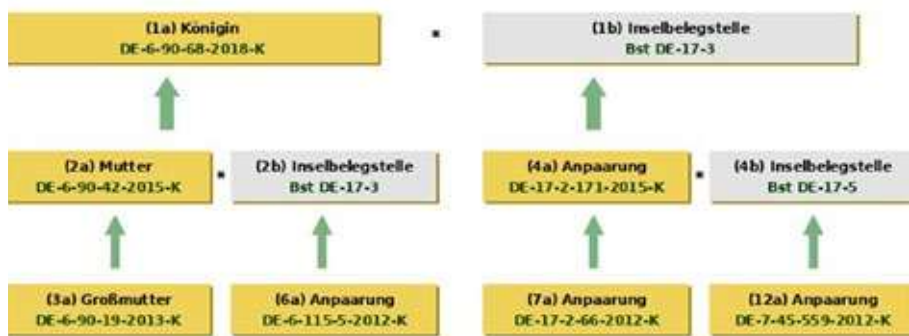 (1a) Königin
DE-6-90-68-2018-K
*
(1b) Inselbelegstelle
Bst DE-17-3
(2a) Mutter
DE-6-90-42-2015-K
*
(2b) Inselbelegstelle
Bst DE-17-3
(4a) Anpaarung
DE-17-2-171-2015-K
*
(4b) Inselbelegstelle
Bst DE-17-5
(3a) Großmutter
DE-6-90-19-2013-K
(6a) Anpaarung
DE-6-115-5-2012-K
(7a) Anpaarung
DE-17-2-66-2012-K
(12a) Anpaarung
DE-7-45-559-2012-K